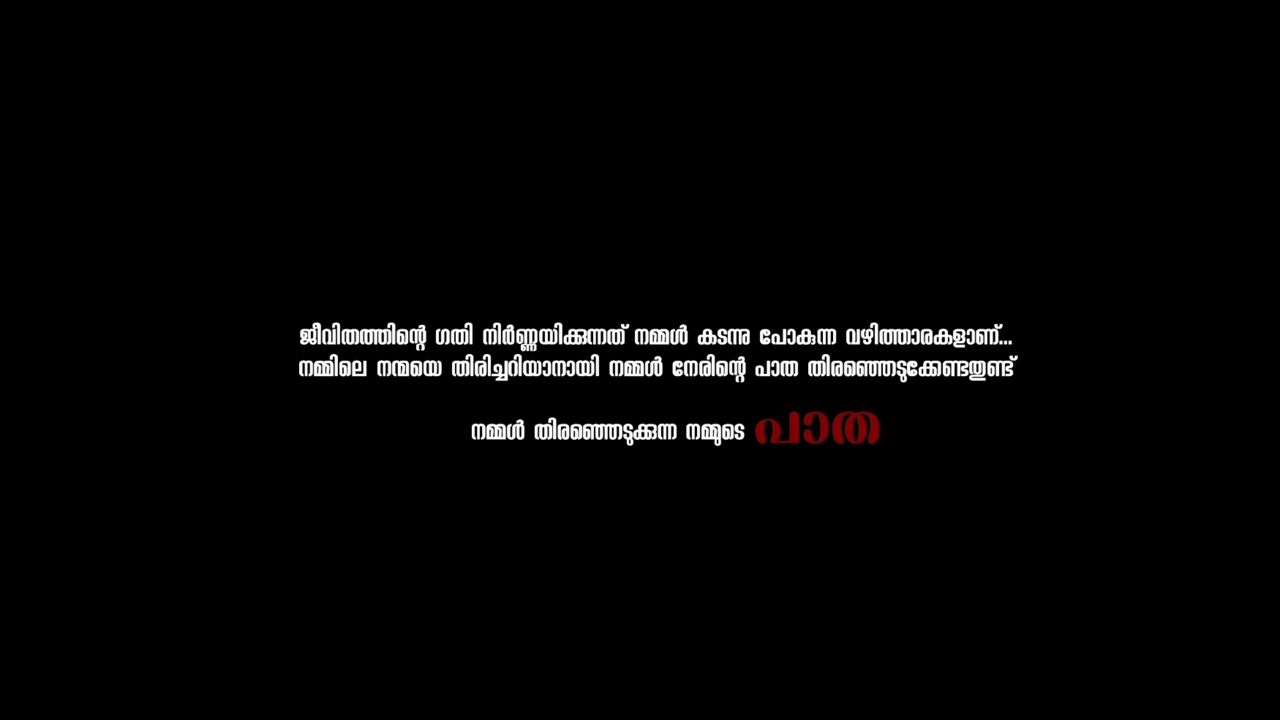 ജീവിതത്തിന്റെ ഗതി നിർണ്ണയിക്കുന്നത് നമ്മൾ കടന്നു പോകുന്ന വഴിത്താരകളാണ്...
നമ്മിലെ നന്മയെ തിരിച്ചറിയാനായി നമ്മൾ നേരിന്റെ പാത തിരഞ്ഞെടുക്കേണ്ടതുണ്ട്
നമ്മൾ തിരഞ്ഞെടുക്കുന്ന നമ്മുടെ പാത